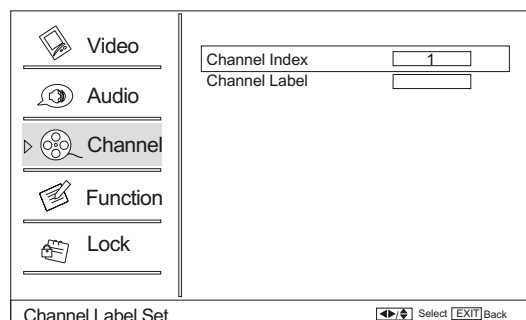 Video
Audio
Channel
Function
Lock
Channel Index 1
Channel Label
Channel Label Set
Select EXIT Back